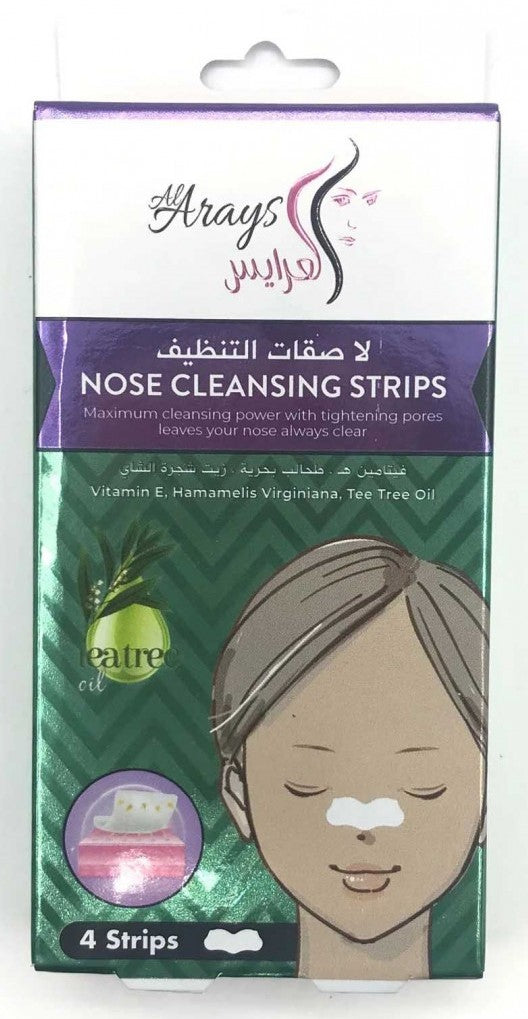 Al
Arays
العرايس
لا صقات التنظيف
NOSE CLEANSING STRIPS
Maximum cleansing power with tightening pores
leaves your nose always clear
فيتامين هـ ، طحالب بحرية ، زيت شجرة الشاي
Vitamin E, Hamamelis Virginiana, Tee Tree Oil
teatree
oil
4 Strips